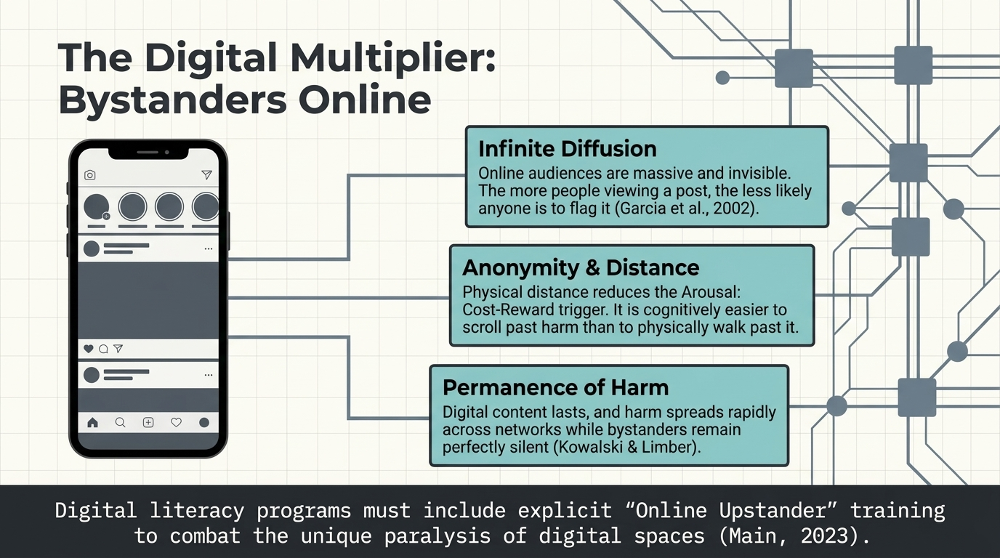 The Digital Multiplier:
Bystanders Online
Infinite Diffusion
Online audiences are massive and invisible.
The more people viewing a post, the less likely
anyone is to flag it (Garcia et al., 2002).
Anonymity & Distance
Physical distance reduces the Arousal:
Cost-Reward trigger. It is cognitively easier to
scroll past harm than to physically walk past it.
Permanence of Harm
Digital content lasts, and harm spreads rapidly
across networks while bystanders remain
perfectly silent (Kowalski & Limber).
Digital literacy programs must include explicit “Online Upstander” training
to combat the unique paralysis of digital spaces (Main, 2023).